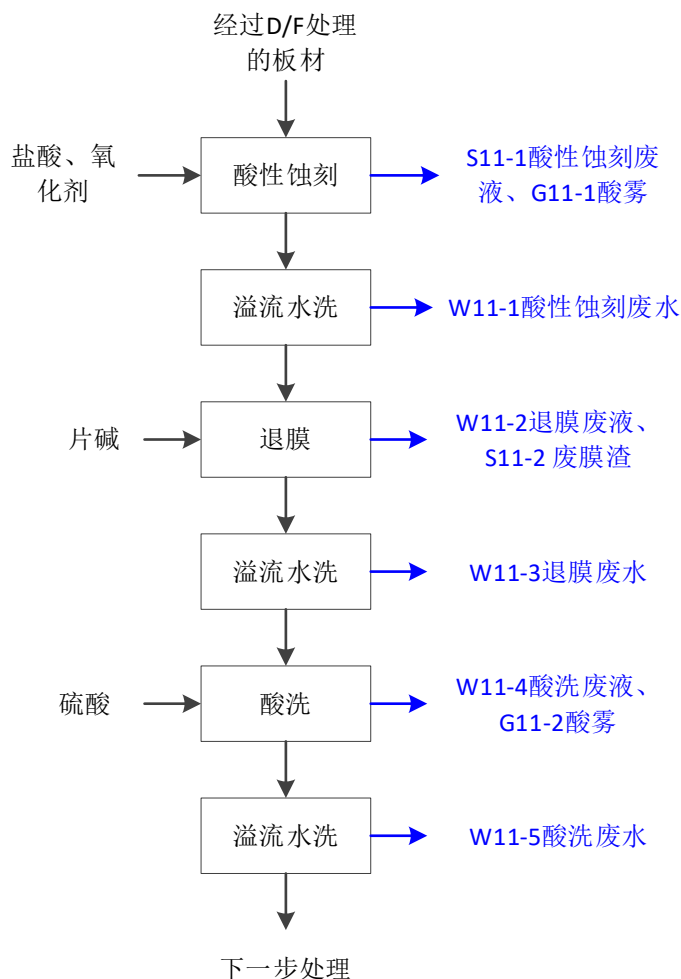 经过D/F处理
的板材
盐酸、氧
化剂
酸性蚀刻
S11-1酸性蚀刻废
液、G11-1酸雾
溢流水洗
W11-1酸性蚀刻废水
片碱
退膜
W11-2退膜废液、
S11-2 废膜渣
溢流水洗
W11-3退膜废水
硫酸
酸洗
W11-4酸洗废液、
G11-2酸雾
溢流水洗
W11-5酸洗废水
下一步处理